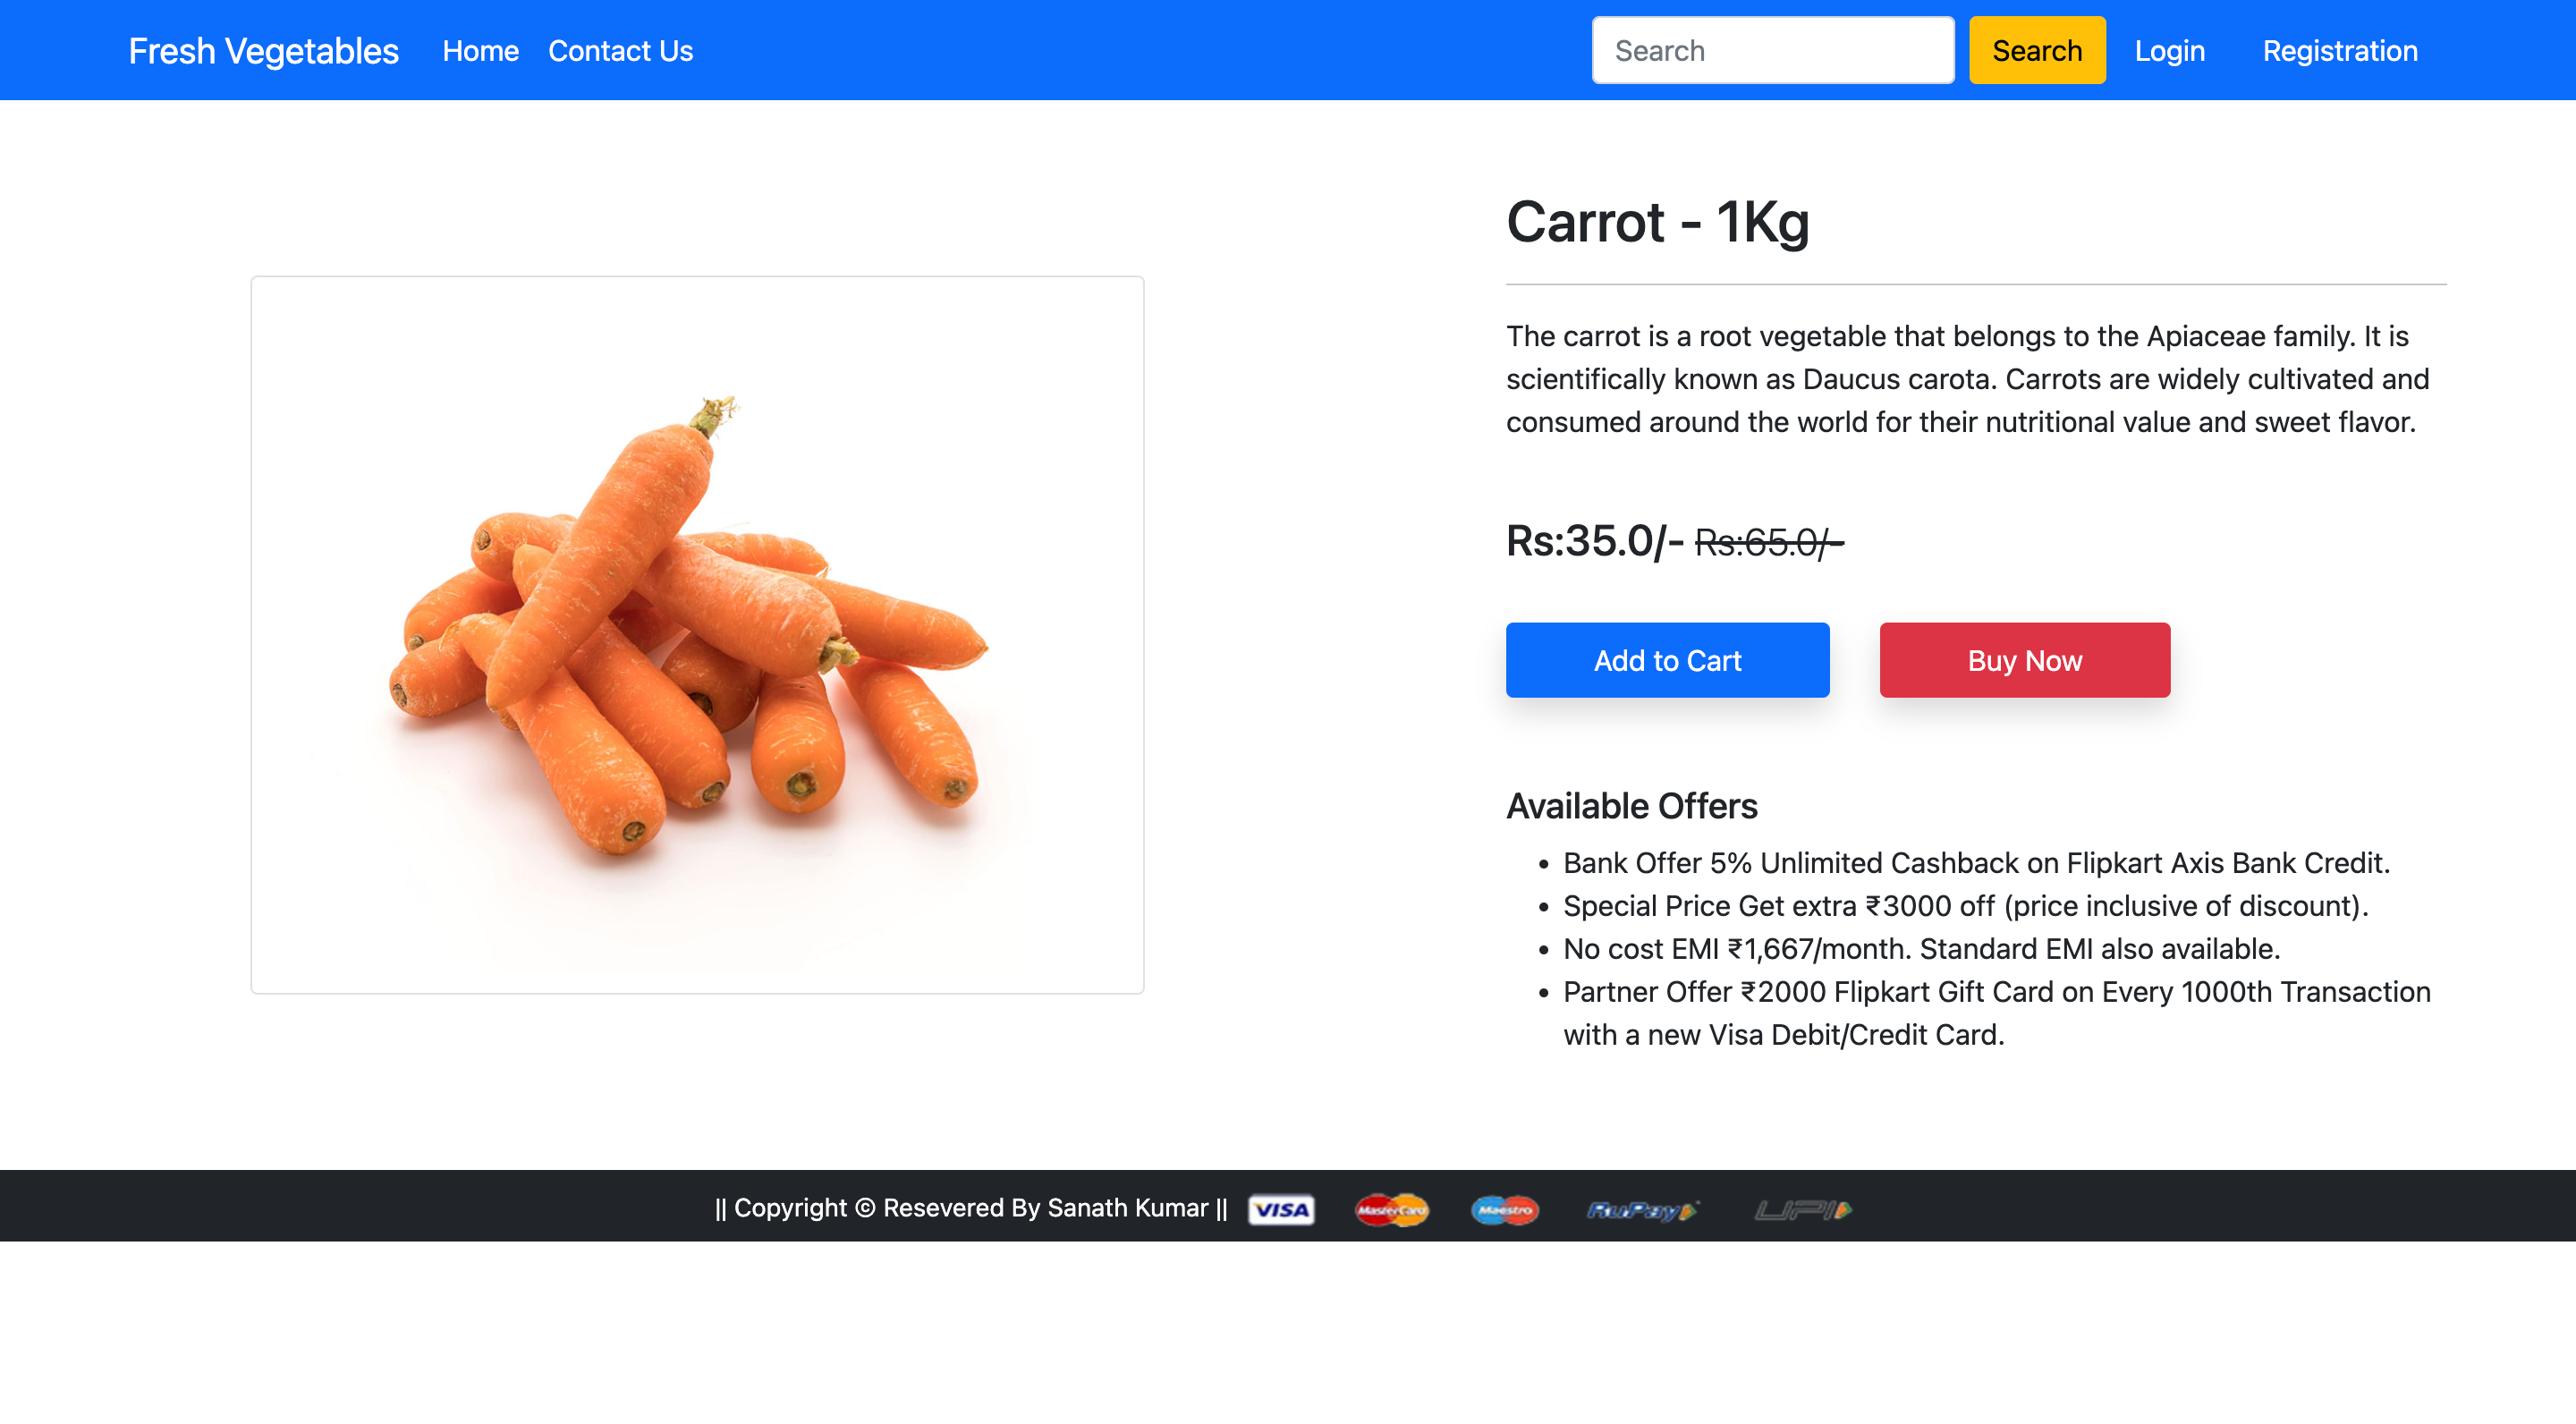 Fresh Vegetables Home Contact Us Search Search Login Registration
Carrot - 1Kg
The carrot is a root vegetable that belongs to the Apiaceae family. It is
scientifically known as Daucus carota. Carrots are widely cultivated and
consumed around the world for their nutritional value and sweet flavor.
Rs:35.0/- Rs:65.0/-
Add to Cart Buy Now
Available Offers
• Bank Offer 5% Unlimited Cashback on Flipkart Axis Bank Credit.
• Special Price Get extra ₹3000 off (price inclusive of discount).
• No cost EMI ₹1,667/month. Standard EMI also available.
• Partner Offer ₹2000 Flipkart Gift Card on Every 1000th Transaction
with a new Visa Debit/Credit Card.
|| Copyright © Resevered By Sanath Kumar || VISA MasterCard Maestro RuPay UPI